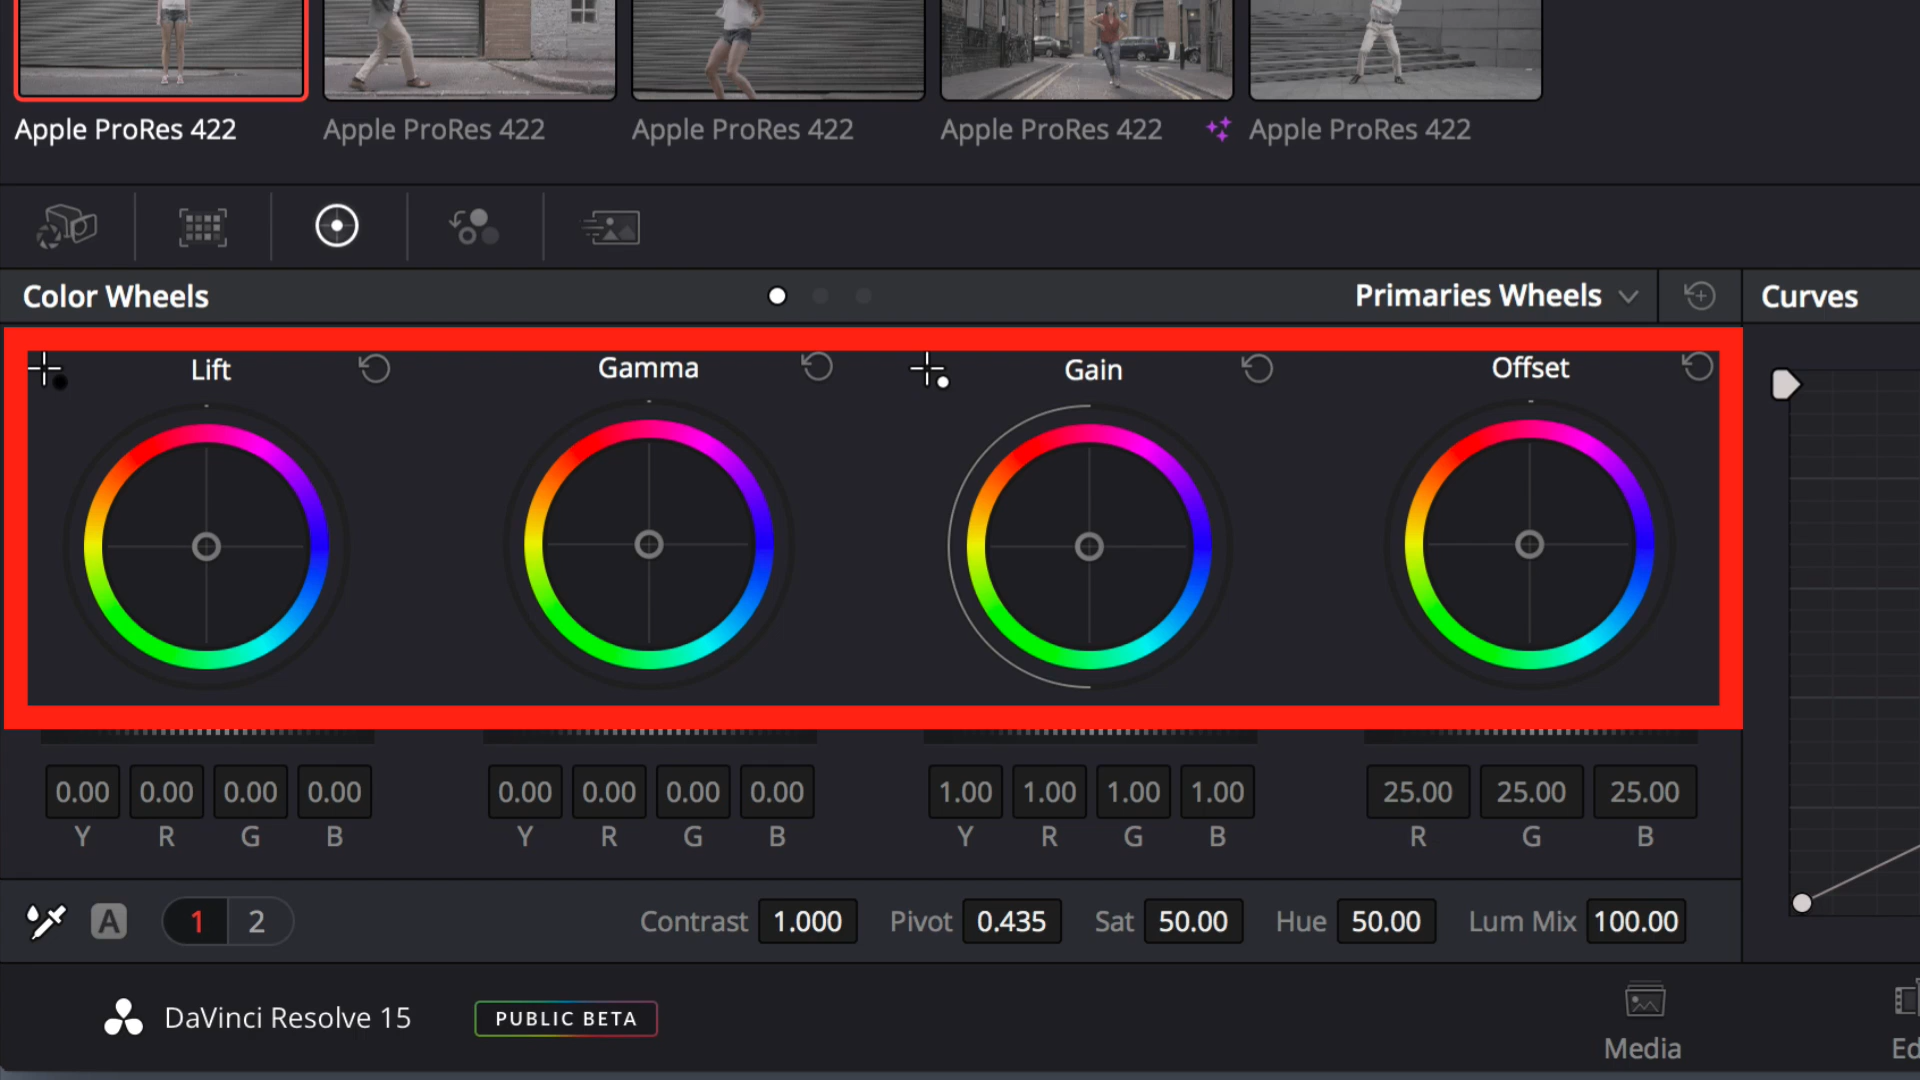 Apple ProRes 422 Apple ProRes 422 Apple ProRes 422 Apple ProRes 422 Apple ProRes 422
Color Wheels Primaries Wheels Curves
Lift Gamma Gain Offset
0.00 0.00 0.00 0.00 0.00 0.00 0.00 0.00 1.00 1.00 1.00 1.00 25.00 25.00 25.00
Y R G B Y R G B Y R G B R G B
A 1 2 Contrast 1.000 Pivot 0.435 Sat 50.00 Hue 50.00 Lum Mix 100.00
DaVinci Resolve 15 PUBLIC BETA
Media Ed